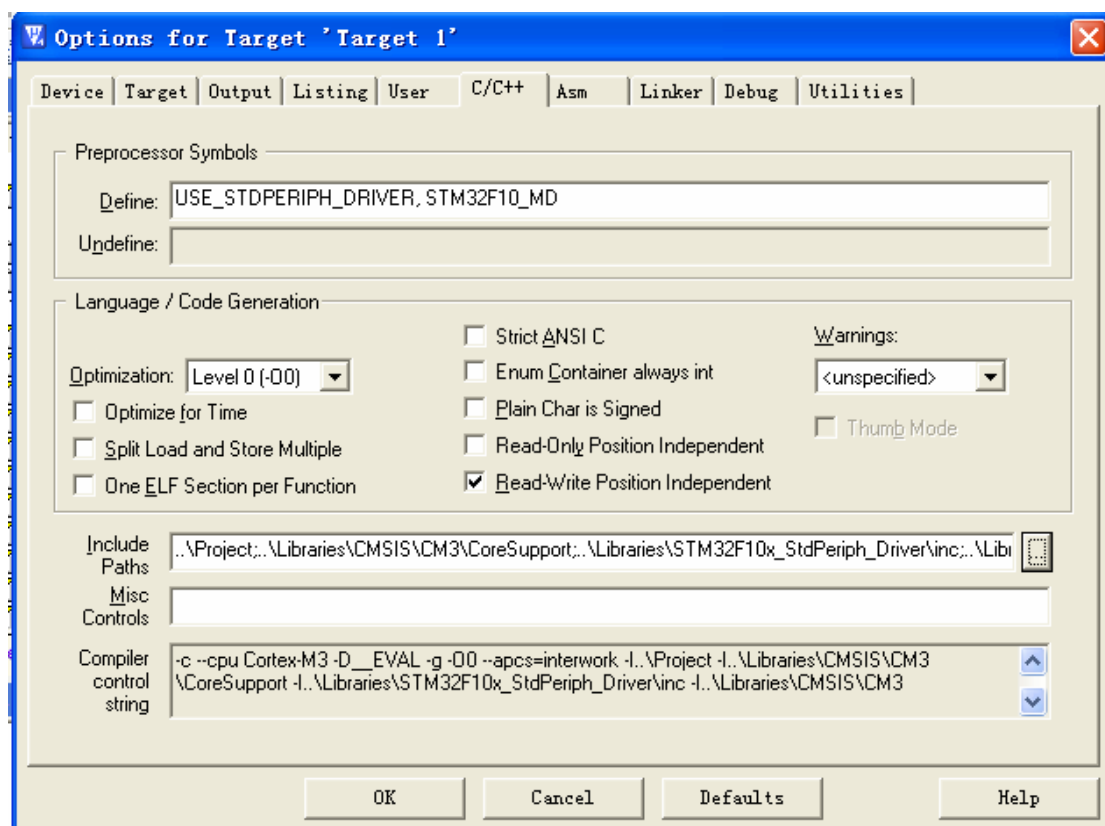 Options for Target 'Target 1'
Device Target Output Listing User C/C++ Asm Linker Debug Utilities
Preprocessor Symbols
Define: USE_STDPERIPH_DRIVER, STM32F10_MD
Undefine:
Language / Code Generation
Strict ANSI C Warnings:
Optimization: Level 0 (-O0) Enum Container always int <unspecified>
Optimize for Time Plain Char is Signed Thumb Mode
Split Load and Store Multiple Read-Only Position Independent
One ELF Section per Function Read-Write Position Independent
Include Paths ..\Project;..\Libraries\CMSIS\CM3\CoreSupport;..\Libraries\STM32F10x_StdPeriph_Driver\inc;..\Libi ...
Misc Controls
Compiler control string -c --cpu Cortex-M3 -D__EVAL -g -O0 --apcs=interwork -I..\Project -I..\Libraries\CMSIS\CM3
\CoreSupport -I..\Libraries\STM32F10x_StdPeriph_Driver\inc -I..\Libraries\CMSIS\CM3
OK Cancel Defaults Help